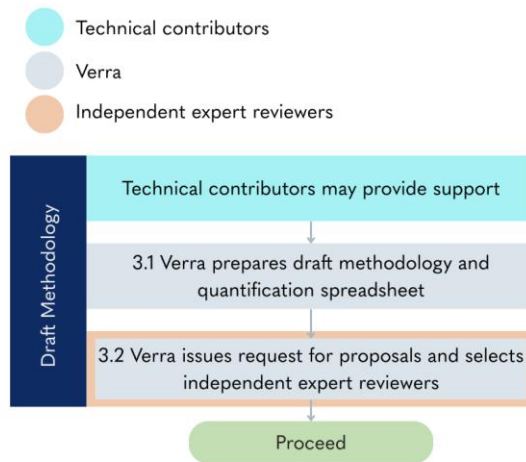 Technical contributors
Verra
Independent expert reviewers
Draft Methodology
Technical contributors may provide support
3.1 Verra prepares draft methodology and
quantification spreadsheet
3.2 Verra issues request for proposals and selects
independent expert reviewers
Proceed